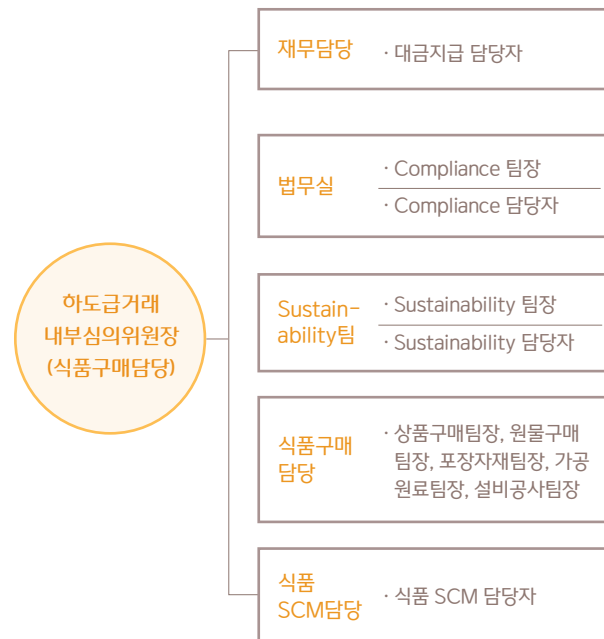 재무담당
· 대금지급 담당자
법무실
· Compliance 팀장
· Compliance 담당자
하도급거래
내부심의위원장
(식품구매담당)
Sustain-
ability팀
· Sustainability 팀장
· Sustainability 담당자
식품구매
담당
· 상품구매팀장, 원물구매
팀장, 포장자재팀장, 가공
원료팀장, 설비공사팀장
식품
SCM담당
· 식품 SCM 담당자